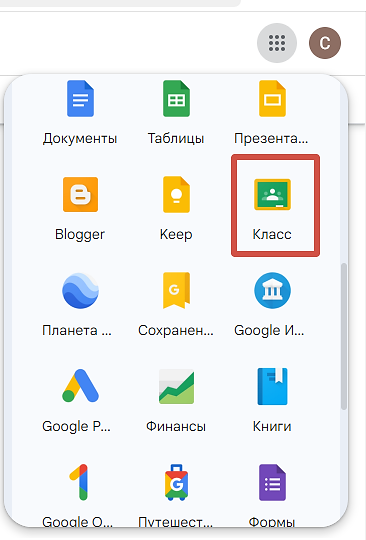 C
Документы Таблицы Презента...
Blogger Keep Класс
Планета ... Сохранен... Google И...
Google Р... Финансы Книги
Google O... Путешест... Формы